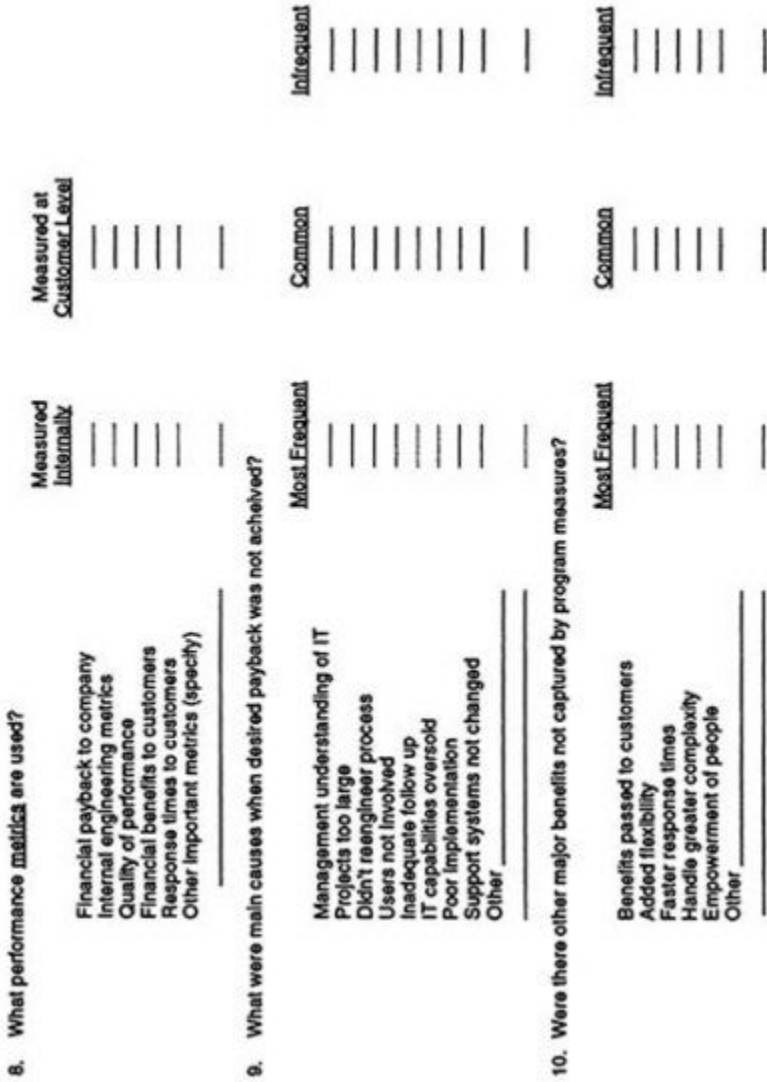 8. What performance metrics are used?
Measured Internally
Measured at Customer Level
Financial payback to company
Internal engineering metrics
Quality of performance
Financial benefits to customers
Response times to customers
Other important metrics (specify)
9. What were main causes when desired payback was not acheived?
Most Frequent Common Infrequent
Management understanding of IT
Projects too large
Didn't reengineer process
Users not involved
Inadequate follow up
IT capabilities oversold
Poor implementation
Support systems not changed
Other
10. Were there other major benefits not captured by program measures?
Most Frequent Common Infrequent
Benefits passed to customers
Added flexibility
Faster response times
Handle greater complexity
Empowerment of people
Other